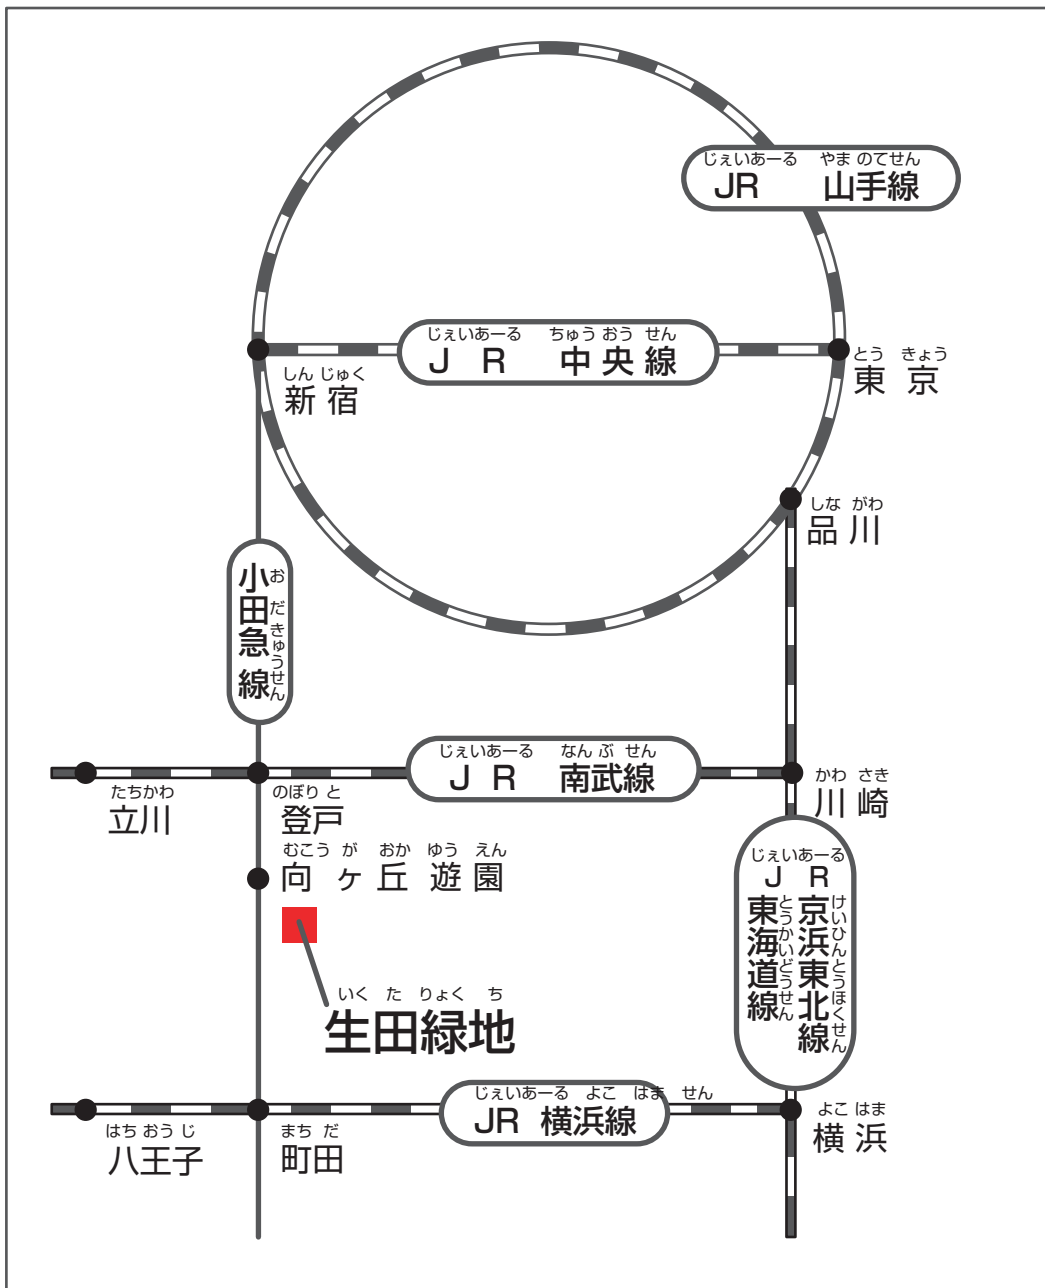 じぇいあーる やまのてせん
JR 山手線
じぇいあーる ちゅうおうせん
JR 中央線
しんじゅく
新宿
とうきょう
東京
しながわ
品川
おだきゅうせん
小田急線
じぇいあーる なんぶせん
JR 南武線
たちかわ
立川
のぼりと
登戸
かわさき
川崎
むこうがおかゆうえん
向ヶ丘遊園
じぇいあーる
JR
けいひんとうほくせん
京浜東北線
とうかいどうせん
東海道線
いくたりょくち
生田緑地
じぇいあーる よこはません
JR 横浜線
はちおうじ
八王子
まちだ
町田
よこはま
横浜